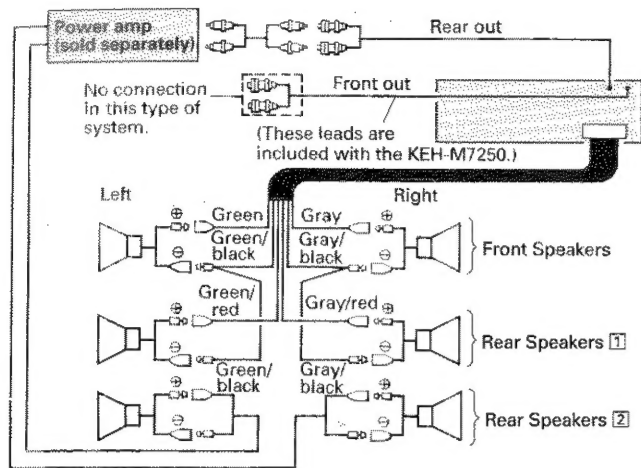 Power amp
(sold separately)
Rear out
Front out
No connection
in this type of
system.
(These leads are
included with the KEH-M7250.)
Left
Right
⊕ Green Gray ⊕
⊖ Green/
black Gray/
black ⊖
Front Speakers
Green/
red Gray/red
⊕ ⊕
⊖ ⊖
Rear Speakers 1
Green/
black Gray/
black
⊕ ⊕
⊖ ⊖
Rear Speakers 2